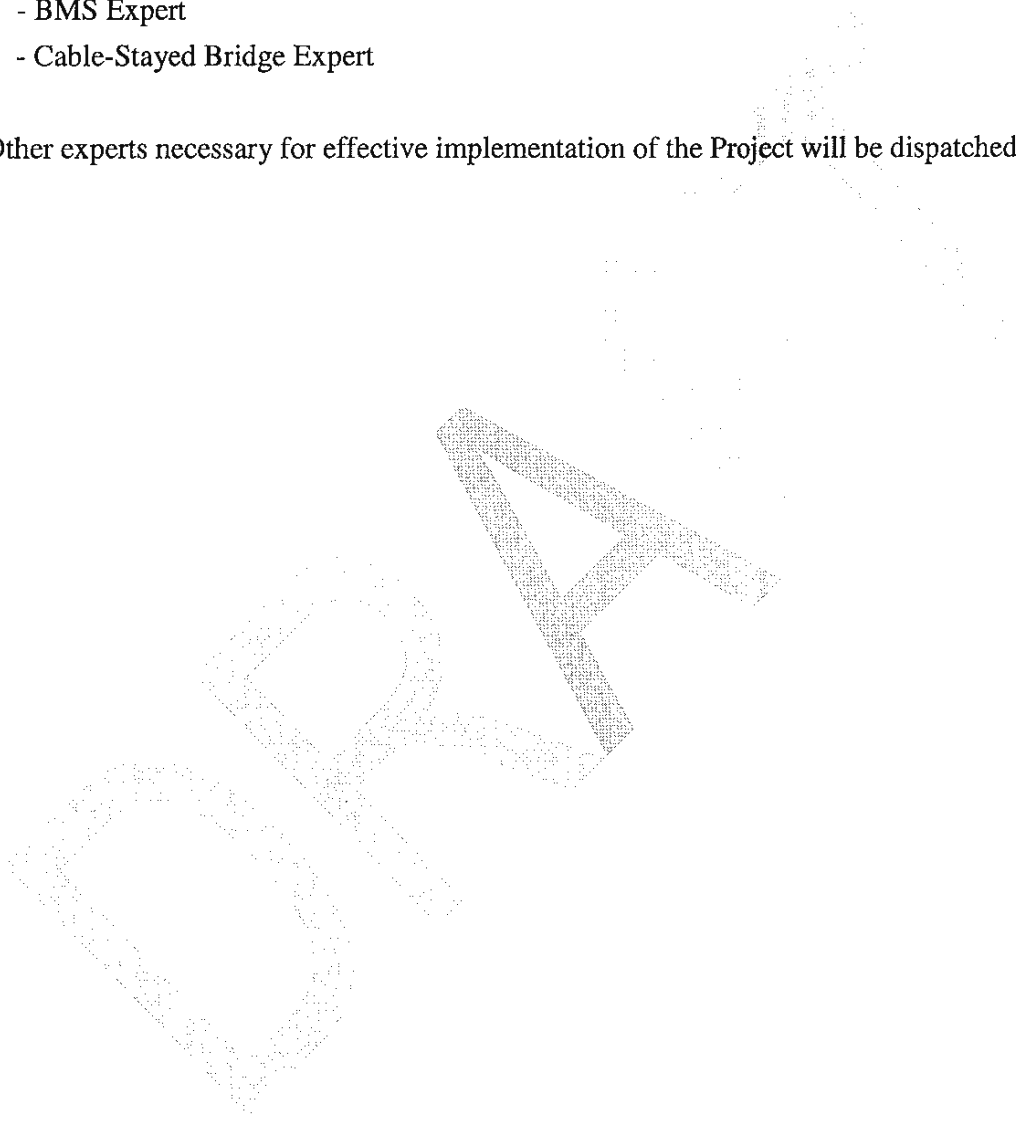 - BMS Expert
- Cable-Stayed Bridge Expert
Other experts necessary for effective implementation of the Project will be dispatched
DRAFT